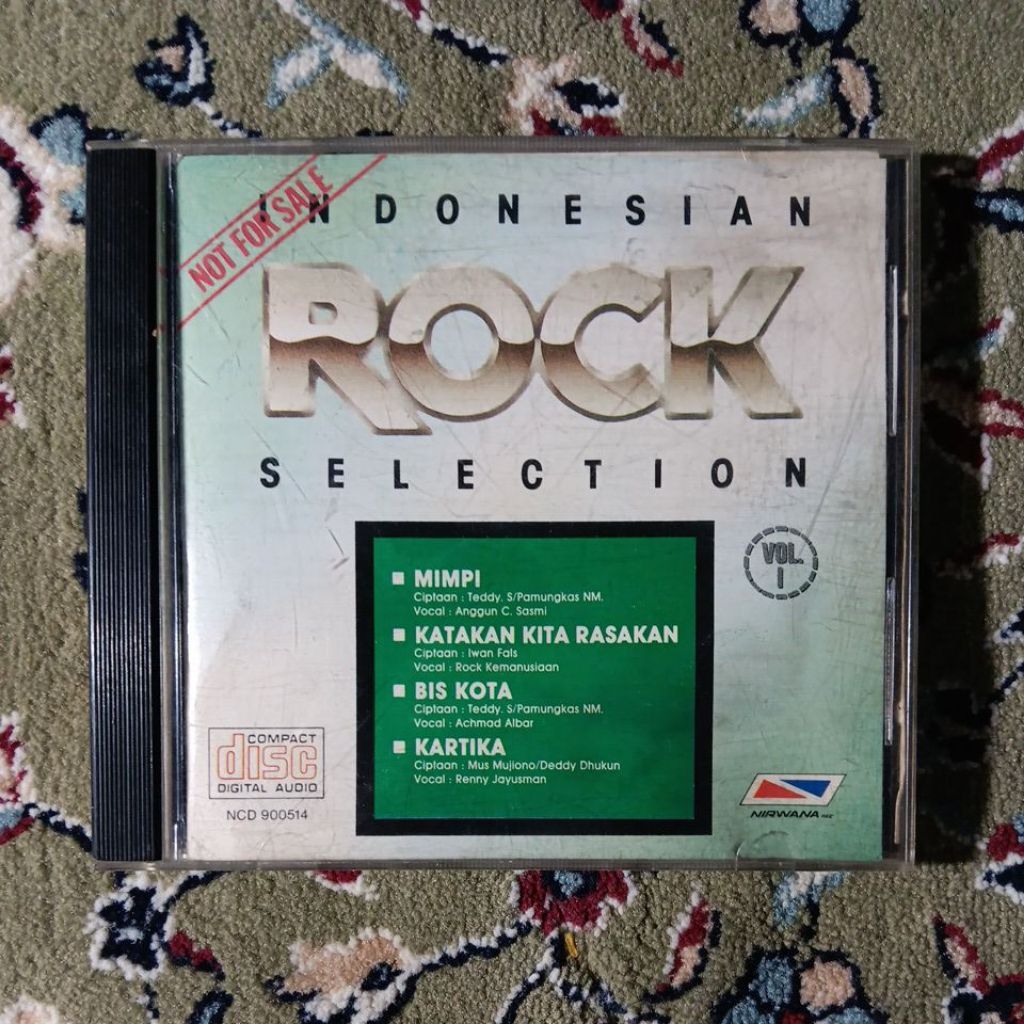 NOT FOR SALE
INDONESIAN
ROCK
SELECTION
VOL.
I
MIMPI
Ciptaan : Teddy. S/Pamungkas NM.
Vocal : Anggun C. Sasmi
KATAKAN KITA RASAKAN
Ciptaan : Iwan Fals
Vocal : Rock Kemanusiaan
BIS KOTA
Ciptaan : Teddy. S/Pamungkas NM.
Vocal : Achmad Albar
KARTIKA
Ciptaan : Mus Mujiono/Deddy Dhukun
Vocal : Renny Jayusman
COMPACT
disc
DIGITAL AUDIO
NCD 900514
NIRWANA